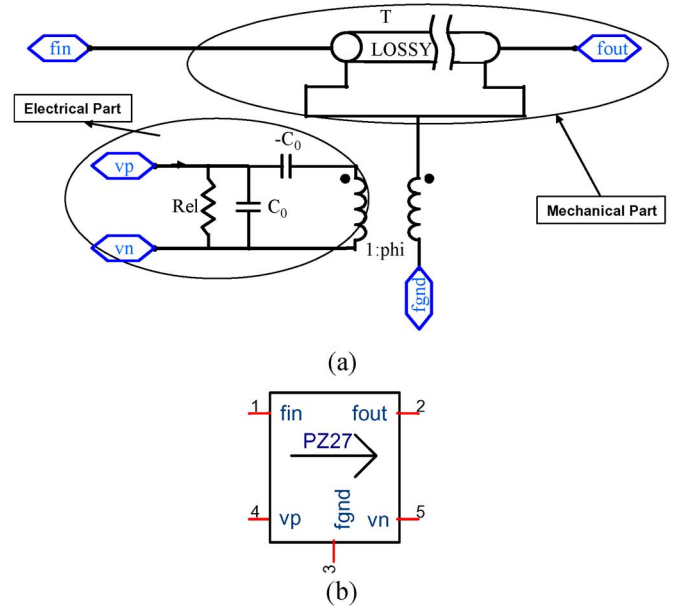 T
fin
LOSSY
fout
Electrical Part
-C₀
vp
Rel
C₀
Mechanical Part
vn
1:phi
fgnd
(a)
1
fin
fout
2
PZ27
4
vp
fgnd
vn
5
3
(b)